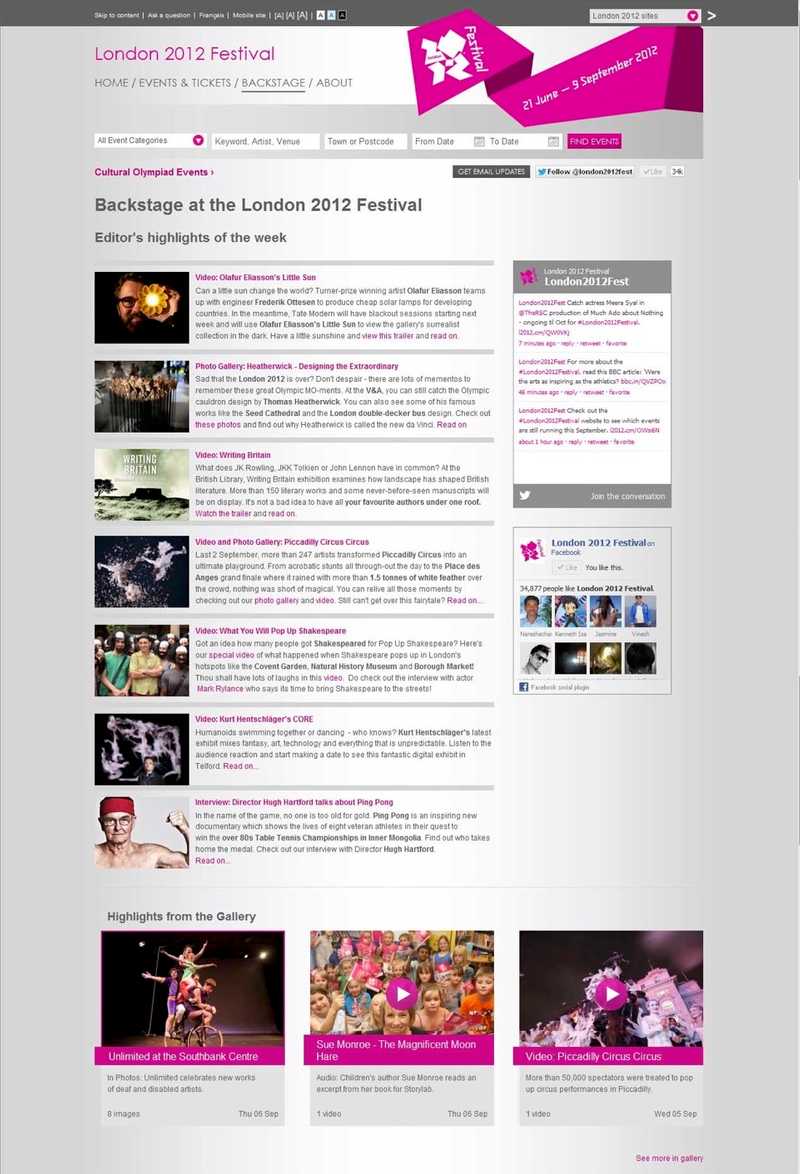 Skip to content | Ask a question | Français | Mobile site | [A] [A] [A] | A A A
London 2012 sites
London 2012 Festival
HOME / EVENTS & TICKETS / BACKSTAGE / ABOUT
Festival
21 June — 9 September 2012
All Event Categories
Keyword, Artist, Venue
Town or Postcode
From Date
To Date
FIND EVENTS
Cultural Olympiad Events ›
GET EMAIL UPDATES
Follow @london2012fest
Like
34k
Backstage at the London 2012 Festival
Editor's highlights of the week
Video: Olafur Eliasson's Little Sun
Can a little sun change the world? Turner-prize winning artist Olafur Eliasson teams
up with engineer Frederik Ottesen to produce cheap solar lamps for developing
countries. In the meantime, Tate Modern will have blackout sessions starting next
week and will use Olafur Eliasson's Little Sun to view the gallery's surrealist
collection in the dark. Have a little sunshine and view this trailer and read on.
Photo Gallery: Heatherwick - Designing the Extraordinary
Sad that the London 2012 is over? Don't despair - there are lots of mementos to
remember these great Olympic MO-ments. At the V&A, you can still catch the Olympic
cauldron design by Thomas Heatherwick. You can also see some of his famous
works like the Seed Cathedral and the London double-decker bus design. Check out
these photos and find out why Heatherwick is called the new da Vinci. Read on
WRITING
BRITAIN
Video: Writing Britain
What does JK Rowling, JKK Tolkien or John Lennon have in common? At the
British Library, Writing Britain exhibition examines how landscape has shaped British
literature. More than 150 literary works and some never-before-seen manuscripts will
be on display. It's not a bad idea to have all your favourite authors under one root.
Watch the trailer and read on.
Video and Photo Gallery: Piccadilly Circus Circus
Last 2 September, more than 247 artists transformed Piccadilly Circus into an
ultimate playground. From acrobatic stunts all through-out the day to the Place des
Anges grand finale where it rained with more than 1.5 tonnes of white feather over
the crowd, nothing was short of magical. You can relive all those moments by
checking out our photo gallery and video. Still can't get over this fairytale? Read on...
Video: What You Will Pop Up Shakespeare
Got an idea how many people got Shakespeared for Pop Up Shakespeare? Here's
our special video of what happened when Shakespeare pops up in London's
hotspots like the Covent Garden, Natural History Museum and Borough Market!
Thou shall have lots of laughs in this video. Do check out the interview with actor
Mark Rylance who says its time to bring Shakespeare to the streets!
Video: Kurt Hentschläger's CORE
Humanoids swimming together or dancing - who knows? Kurt Hentschläger's latest
exhibit mixes fantasy, art, technology and everything that is unpredictable. Listen to the
audience reaction and start making a date to see this fantastic digital exhibit in
Telford. Read on...
Interview: Director Hugh Hartford talks about Ping Pong
In the name of the game, no one is too old for gold. Ping Pong is an inspiring new
documentary which shows the lives of eight veteran athletes in their quest to
win the over 80s Table Tennis Championships in Inner Mongolia. Find out who takes
home the medal. Check out our interview with Director Hugh Hartford.
Read on...
London 2012 Festival
London2012Fest
London2012Fest Catch actress Meera Syal in
@TheRSC production of Much Ado about Nothing
- ongoing til Oct for #London2012Festival.
7 minutes ago · reply · retweet · favorite
London2012Fest For more about the
#London2012Festival, read this BBC article: 'Were
the arts as inspiring as the athletics?
46 minutes ago · reply · retweet · favorite
London2012Fest Check out the
#London2012Festival website to see which events
are still running this September.
about 1 hour ago · reply · retweet · favorite
Join the conversation
London 2012 Festival on
Facebook
Like You like this.
34,877 people like London 2012 Festival.
Kenneth Isa Jasmine Vinesh
Facebook social plugin
Highlights from the Gallery
Unlimited at the Southbank Centre
In Photos: Unlimited celebrates new works
of deaf and disabled artists.
8 images Thu 06 Sep
Sue Monroe - The Magnificent Moon
Hare
Audio: Children's author Sue Monroe reads an
excerpt from her book for Storylab.
1 video Thu 06 Sep
Video: Piccadilly Circus Circus
More than 50,000 spectators were treated to pop
up circus performances in Piccadilly.
1 video Wed 05 Sep
See more in gallery